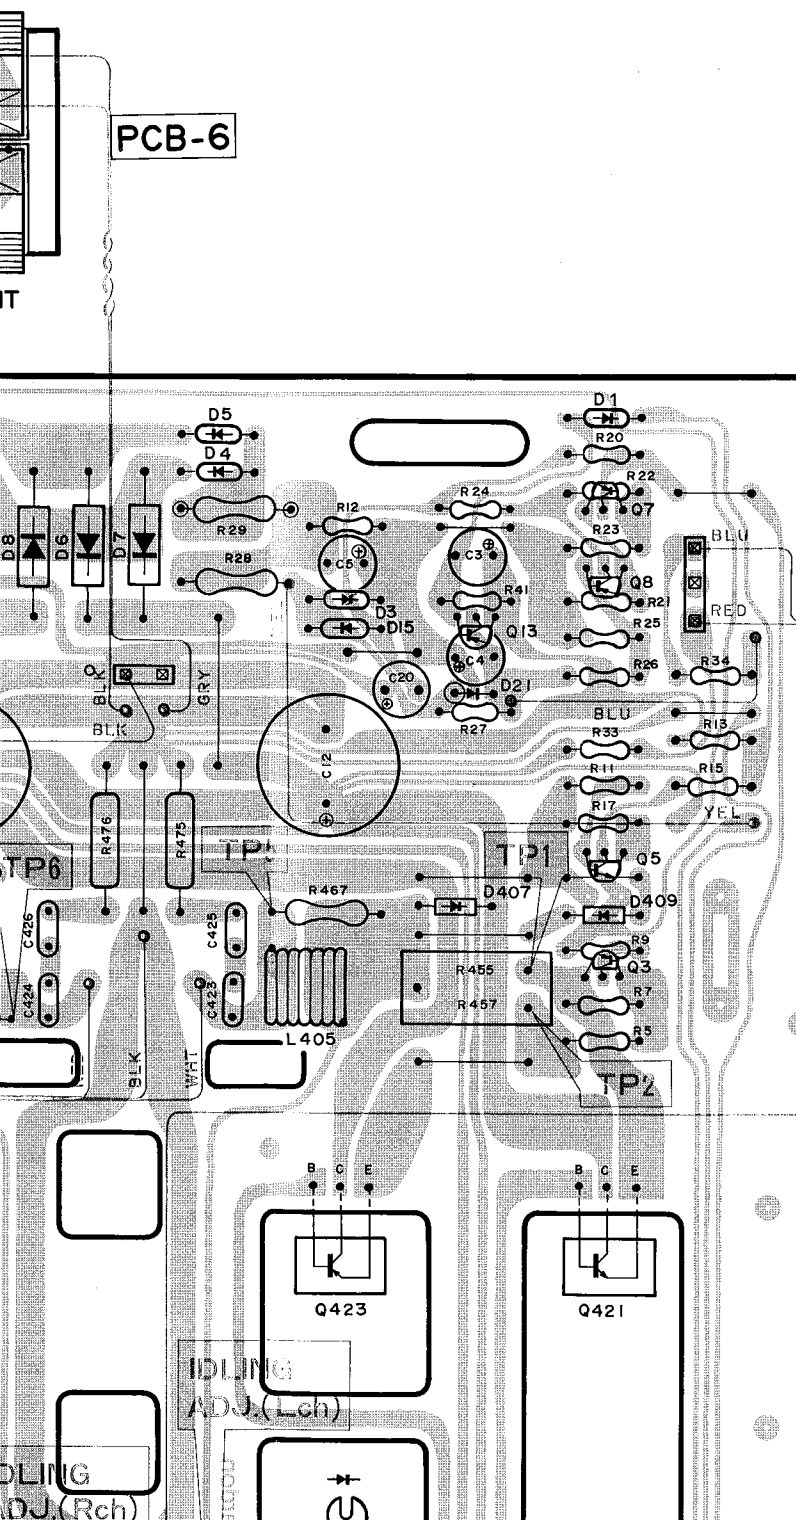 PCB-6
D1
D5
R20
D4
R22
R24
Q7
R12
R29
R23
BLU
D8
D6
D7
C5
C3
R28
Q8
R41
R21
D3
RED
D15
Q13
R25
C4
R34
R26
BLK
GRY
C20
D21
BLU
R13
BLK
R27
R33
C12
R15
R11
R17
YEL
R476
R475
TP1
Q5
TP6
R467
D407
D409
C426
C425
R9
Q3
R455
R7
C424
C423
R457
R5
L405
BLK
WHT
TP2
B C E
B C E
Q423
Q421
IDLING
ADJ.(Lch)
ADJ.(Rch)